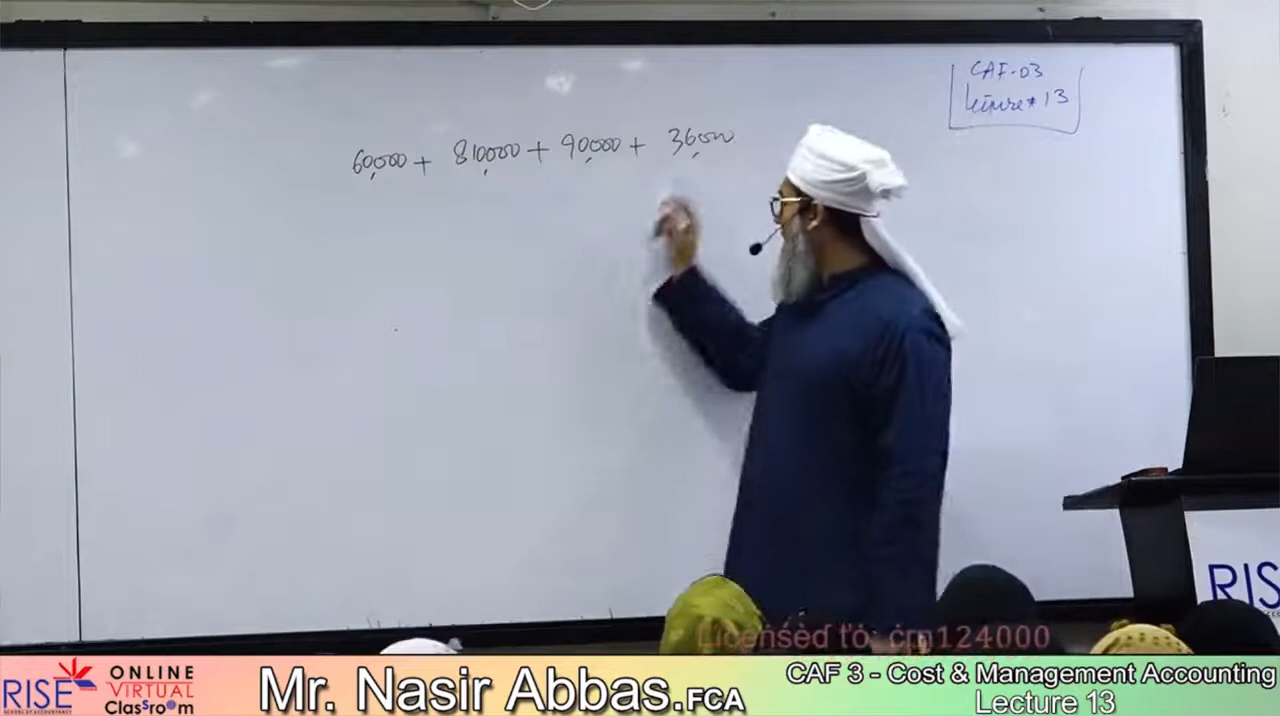 CAF-03
Lecture # 13
60,000 + 810,000 + 90,000 + 36,000
RIS
Licensed to: cm124000
RISE
ONLINE
VIRTUAL
ClasSro@m
Mr. Nasir Abbas.FCA
CAF 3 - Cost & Management Accounting
Lecture 13